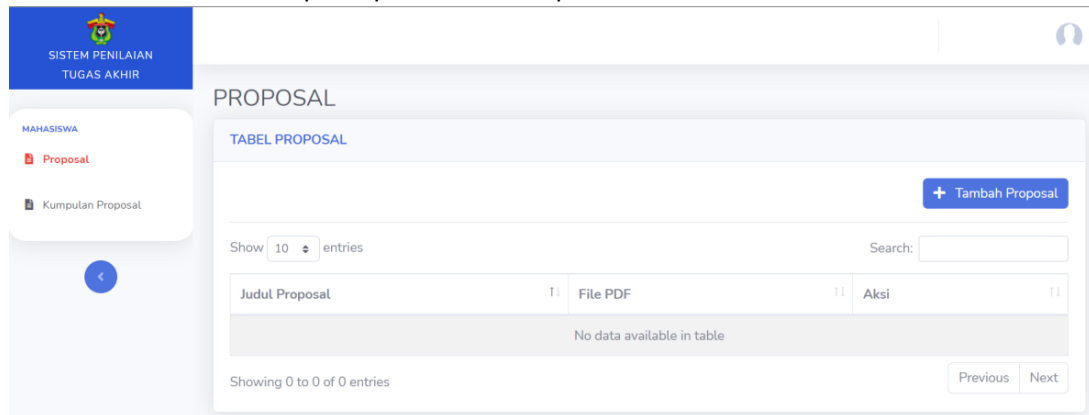 SISTEM PENILAIAN
TUGAS AKHIR
MAHASISWA
Proposal
Kumpulan Proposal
PROPOSAL
TABEL PROPOSAL
+ Tambah Proposal
Show 10 entries
Search:
Judul Proposal File PDF Aksi
No data available in table
Showing 0 to 0 of 0 entries
Previous Next